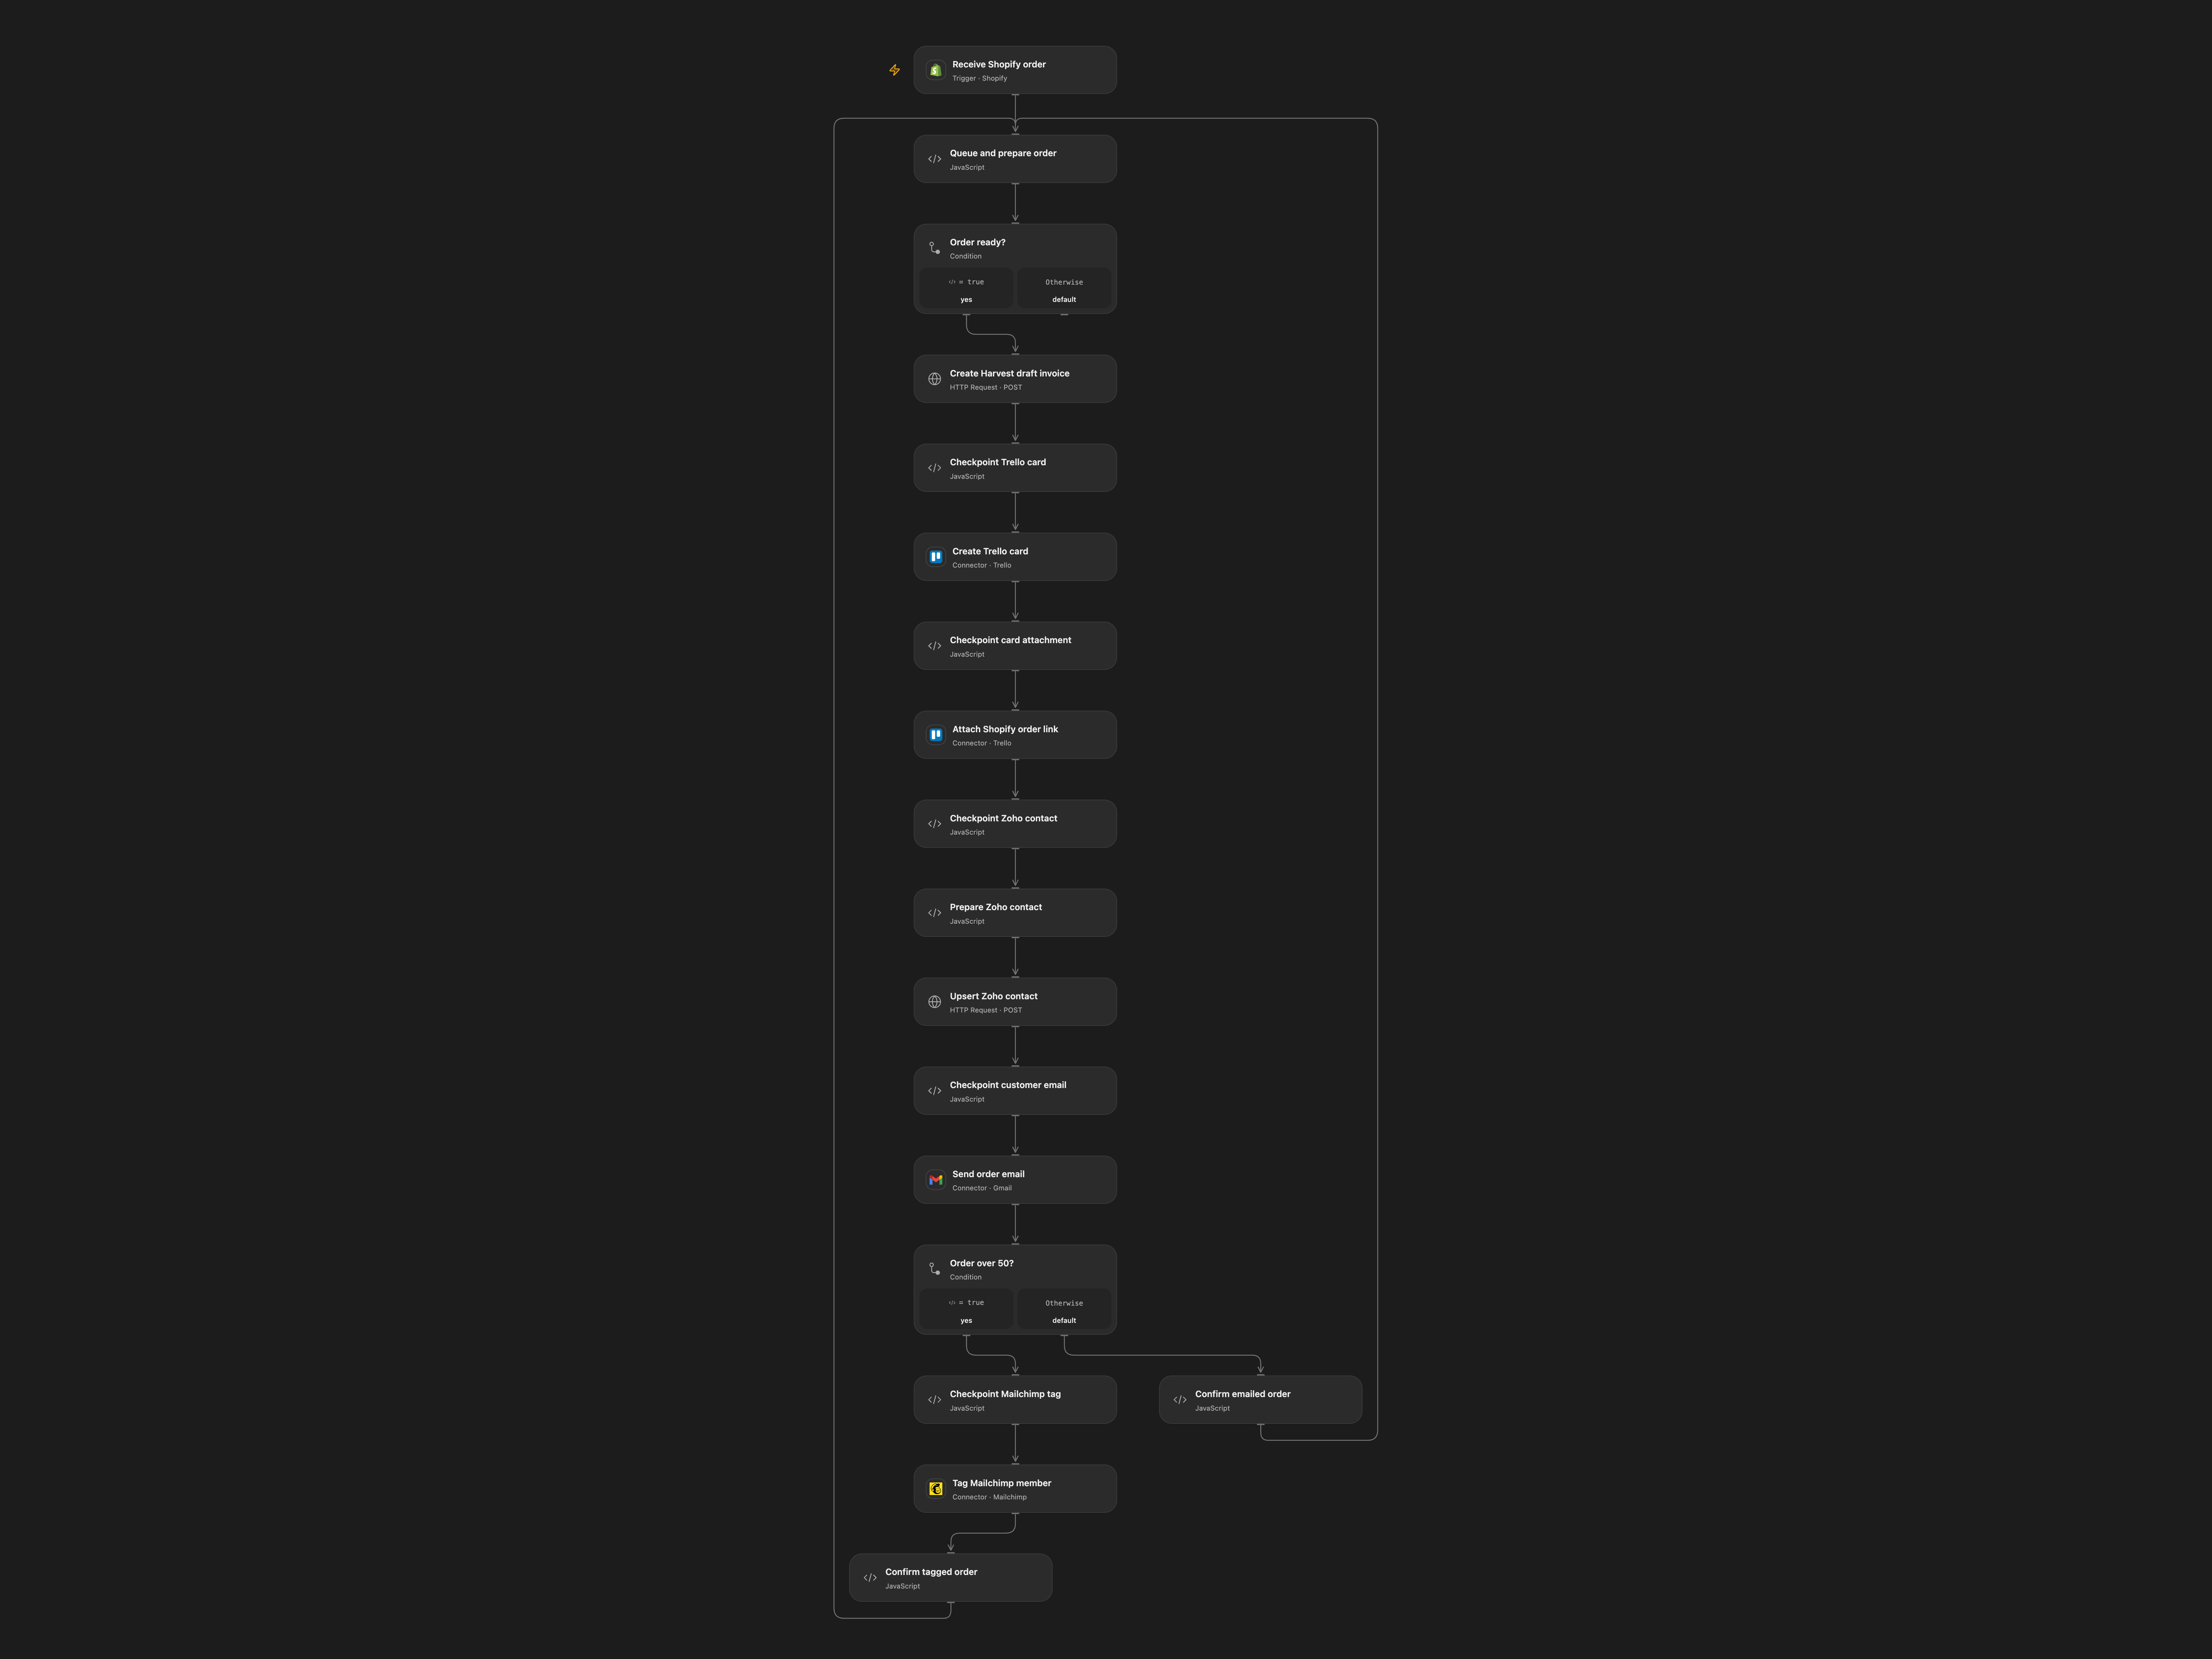 Receive Shopify order
Trigger · Shopify
Queue and prepare order
JavaScript
Order ready?
Condition
</> = true
Otherwise
yes
default
Create Harvest draft invoice
HTTP Request · POST
Checkpoint Trello card
JavaScript
Create Trello card
Connector · Trello
Checkpoint card attachment
JavaScript
Attach Shopify order link
Connector · Trello
Checkpoint Zoho contact
JavaScript
Prepare Zoho contact
JavaScript
Upsert Zoho contact
HTTP Request · POST
Checkpoint customer email
JavaScript
Send order email
Connector · Gmail
Order over 50?
Condition
</> = true
Otherwise
yes
default
Checkpoint Mailchimp tag
JavaScript
Confirm emailed order
JavaScript
Tag Mailchimp member
Connector · Mailchimp
Confirm tagged order
JavaScript